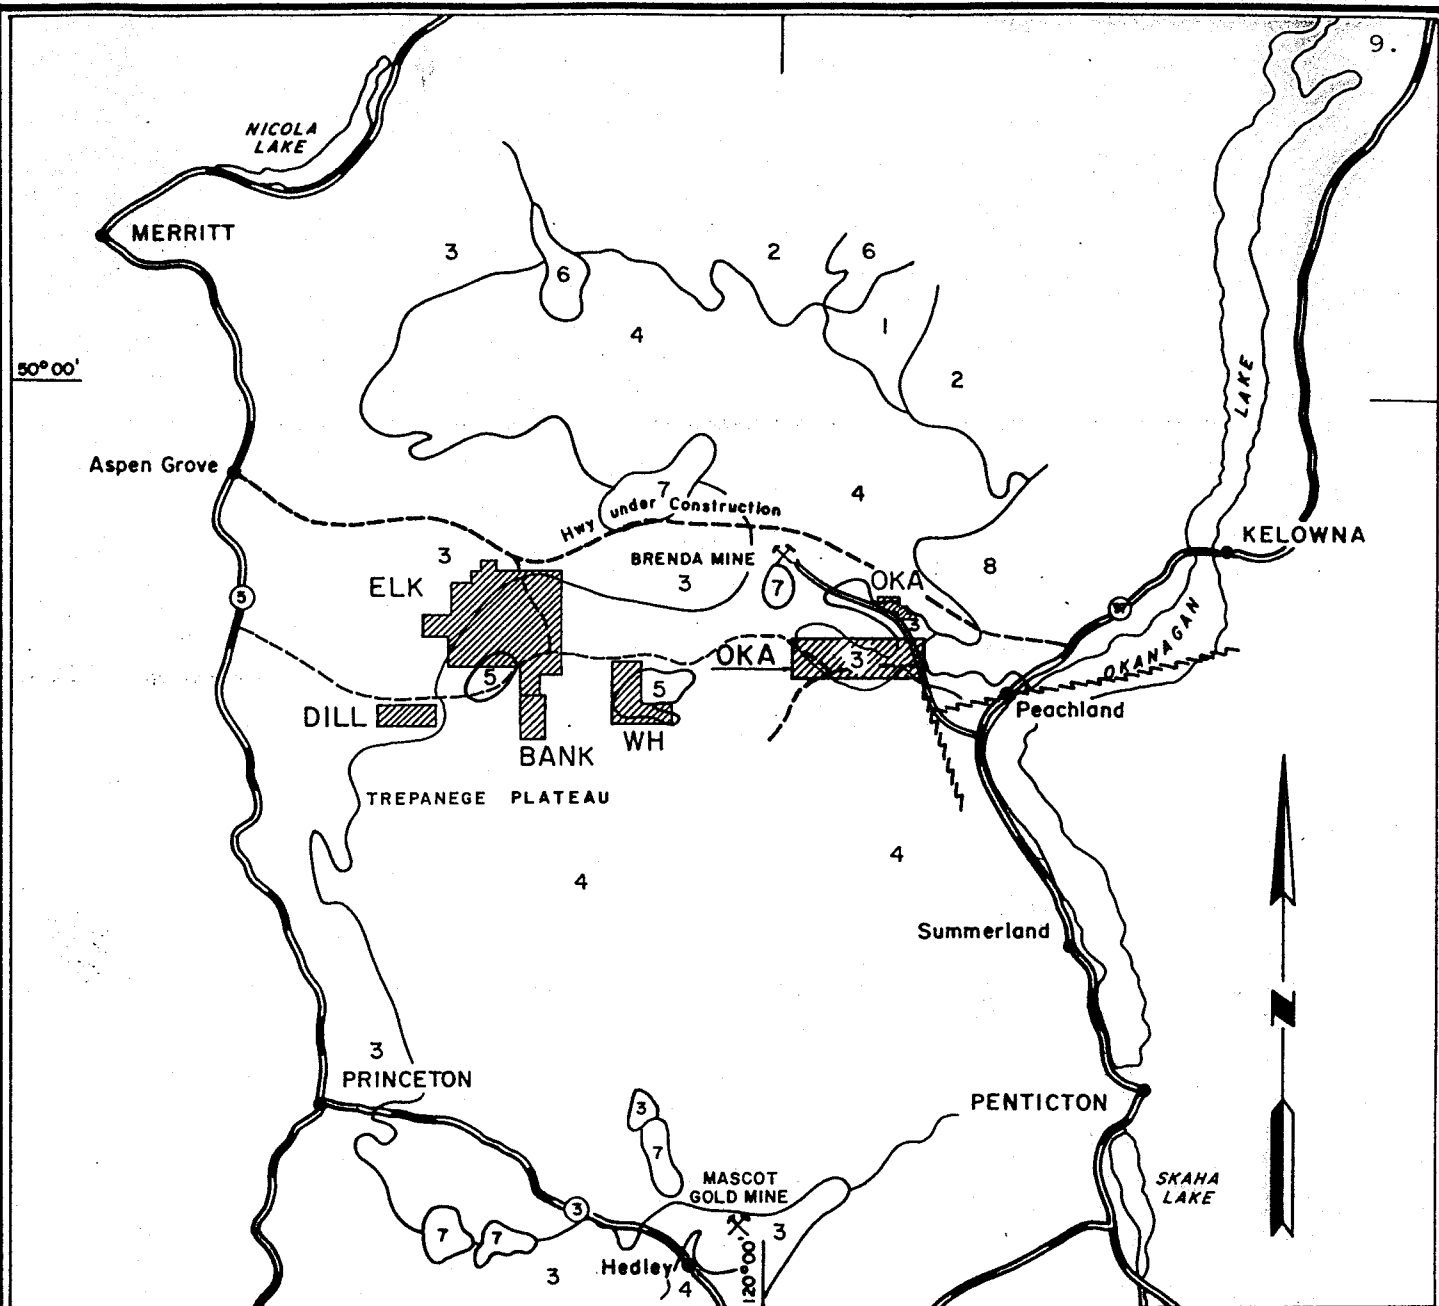 9.
NICOLA
LAKE
MERRITT
3
2
6
6
4
1
50°00'
2
LAKE
Aspen Grove
7
4
Hwy under Construction
KELOWNA
3
BRENDA MINE
8
ELK
3
7
OKA
5
97
3
OKANAGAN
OKA
3
5
5
DILL
Peachland
WH
BANK
TREPANEGE PLATEAU
4
4
Summerland
N
3
PRINCETON
PENTICTON
3
7
MASCOT
GOLD MINE
SKAHA
LAKE
3
7
7
3
Hedley
3
4
120°00'